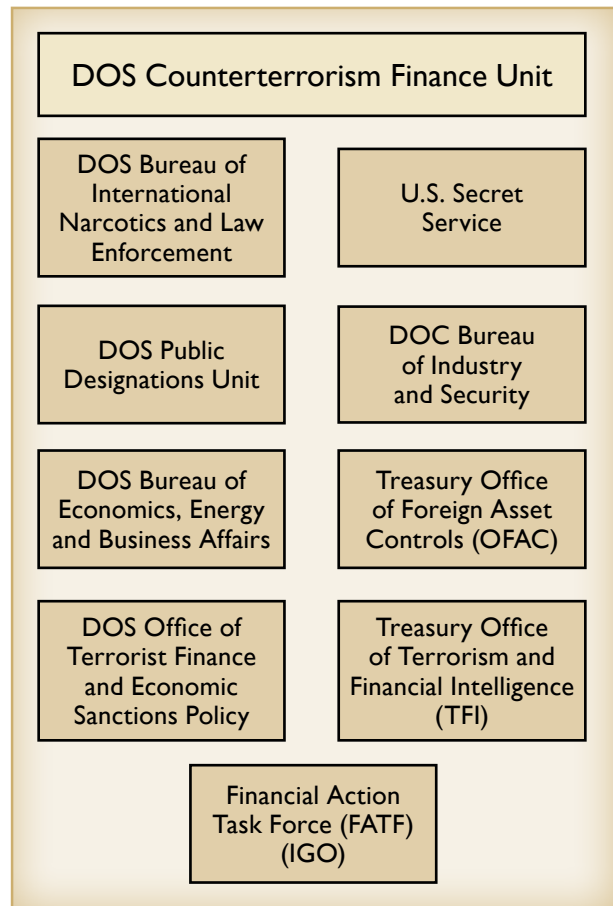 DOS Counterterrorism Finance Unit
DOS Bureau of
International
Narcotics and Law
Enforcement
U.S. Secret
Service
DOS Public
Designations Unit
DOC Bureau
of Industry
and Security
DOS Bureau of
Economics, Energy
and Business Affairs
Treasury Office
of Foreign Asset
Controls (OFAC)
DOS Office of
Terrorist Finance
and Economic
Sanctions Policy
Treasury Office
of Terrorism and
Financial Intelligence
(TFI)
Financial Action
Task Force (FATF)
(IGO)